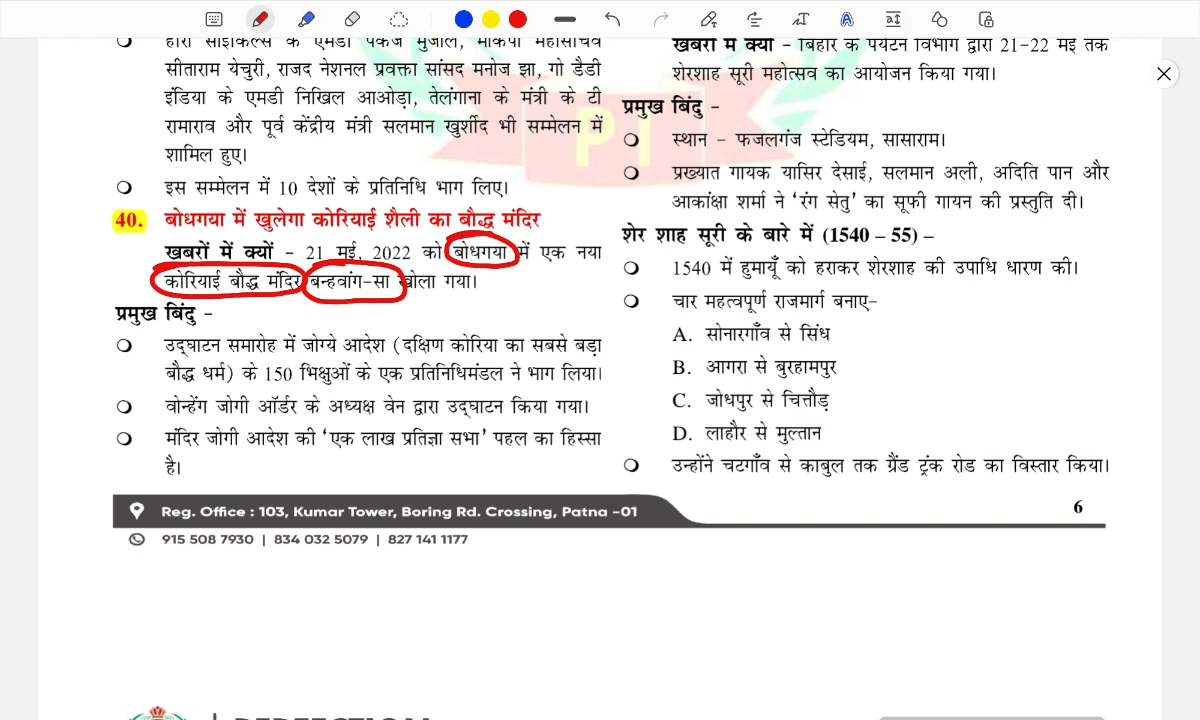 हीरो साइकिल्स के एमडी पंकज मुंजाल, माकपा महासचिव
सीताराम येचुरी, राजद नेशनल प्रवक्ता सांसद मनोज झा, गो डैडी
इंडिया के एमडी निखिल आओड़ा, तेलंगाना के मंत्री के टी
रामाराव और पूर्व केंद्रीय मंत्री सलमान खुर्शीद भी सम्मेलन में
शामिल हुए।
इस सम्मेलन में 10 देशों के प्रतिनिधि भाग लिए।
40. बोधगया में खुलेगा कोरियाई शैली का बौद्ध मंदिर
खबरों में क्यों - 21 मई, 2022 को बोधगया में एक नया
कोरियाई बौद्ध मंदिर बन्हवांग-सा खोला गया।
प्रमुख बिंदु -
उद्घाटन समारोह में जोग्ये आदेश (दक्षिण कोरिया का सबसे बड़ा
बौद्ध धर्म) के 150 भिक्षुओं के एक प्रतिनिधिमंडल ने भाग लिया।
वोन्हेंग जोगी ऑर्डर के अध्यक्ष वेन द्वारा उद्घाटन किया गया।
मंदिर जोगी आदेश की ‘एक लाख प्रतिज्ञा सभा’ पहल का हिस्सा
है।
खबरों में क्यों - बिहार के पर्यटन विभाग द्वारा 21-22 मई तक
शेरशाह सूरी महोत्सव का आयोजन किया गया।
प्रमुख बिंदु -
स्थान - फजलगंज स्टेडियम, सासाराम।
प्रख्यात गायक यासिर देसाई, सलमान अली, अदिति पान और
आकांक्षा शर्मा ने ‘रंग सेतु’ का सूफी गायन की प्रस्तुति दी।
शेर शाह सूरी के बारे में (1540 – 55) –
1540 में हुमायूँ को हराकर शेरशाह की उपाधि धारण की।
चार महत्वपूर्ण राजमार्ग बनाए-
A. सोनारगाँव से सिंध
B. आगरा से बुरहामपुर
C. जोधपुर से चित्तौड़
D. लाहौर से मुल्तान
उन्होंने चटगाँव से काबुल तक ग्रैंड ट्रंक रोड का विस्तार किया।
Reg. Office : 103, Kumar Tower, Boring Rd. Crossing, Patna -01
6
915 508 7930 | 834 032 5079 | 827 141 1177